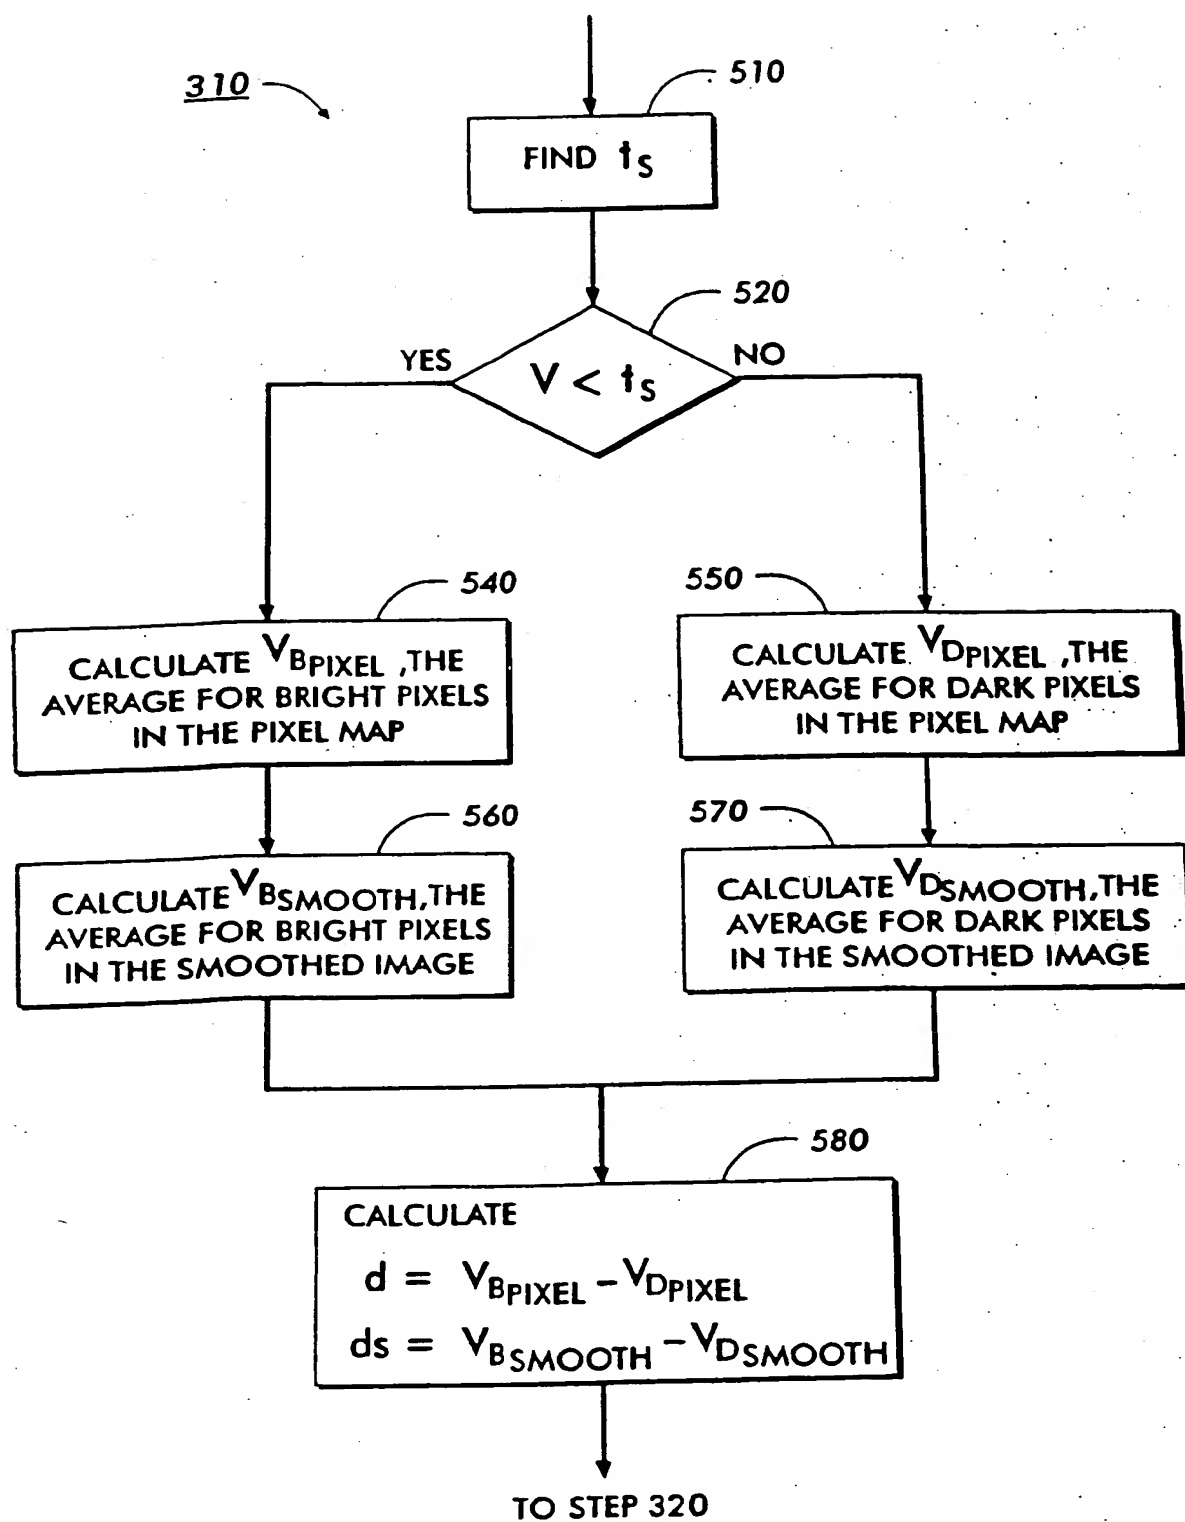 310
510
FIND tS
520
YES
V < tS
NO
540
CALCULATE VBPIXEL ,THE
AVERAGE FOR BRIGHT PIXELS
IN THE PIXEL MAP
550
CALCULATE. VDPIXEL ,THE
AVERAGE FOR DARK PIXELS
IN THE PIXEL MAP
560
CALCULATE VBSMOOTH, THE
AVERAGE FOR BRIGHT PIXELS
IN THE SMOOTHED IMAGE
570
CALCULATE VDSMOOTH, THE
AVERAGE FOR DARK PIXELS
IN THE SMOOTHED IMAGE
580
CALCULATE
d = VBPIXEL - VDPIXEL
ds = VBSMOOTH - VDSMOOTH
TO STEP 320